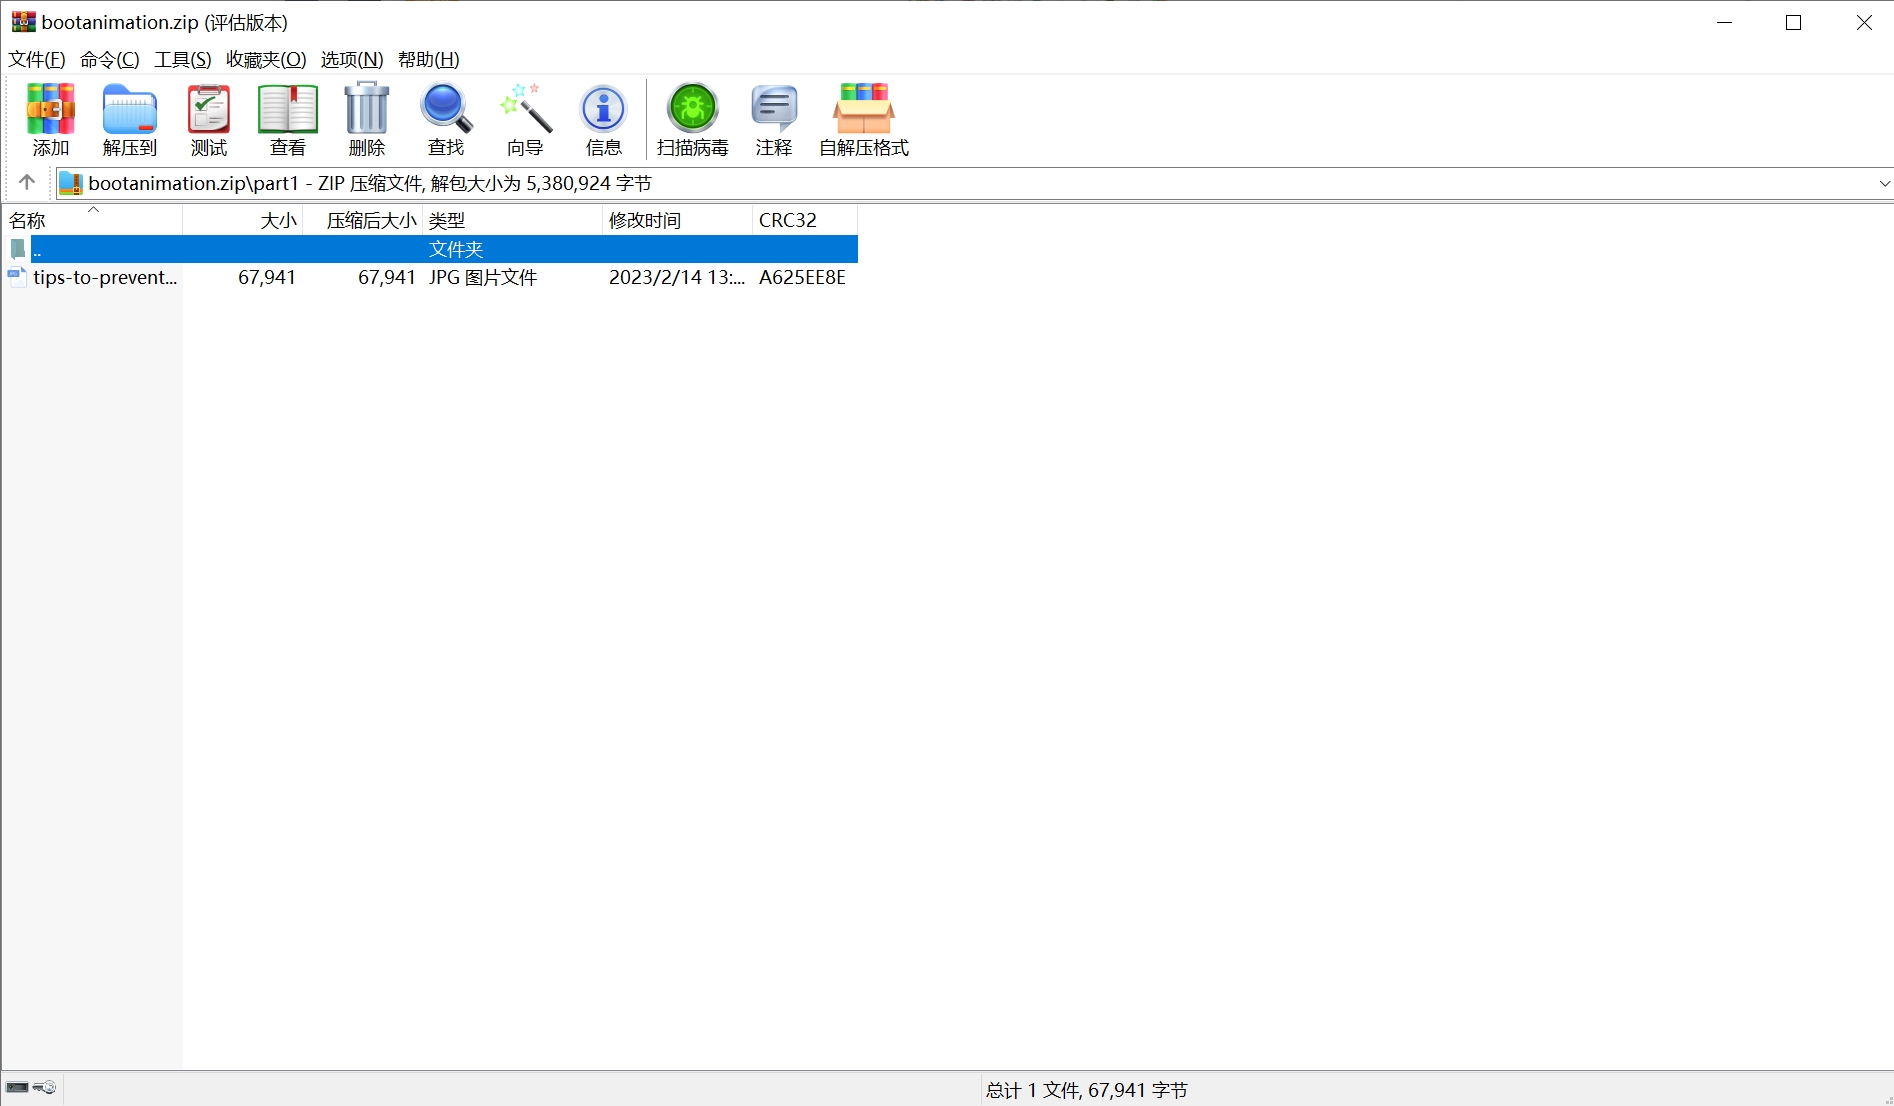 bootanimation.zip (评估版本)
文件(F) 命令(C) 工具(S) 收藏夹(O) 选项(N) 帮助(H)
添加 解压到 测试 查看 删除 查找 向导 信息 扫描病毒 注释 自解压格式
bootanimation.zip\part1 - ZIP 压缩文件, 解包大小为 5,380,924 字节
名称 大小 压缩后大小 类型 修改时间 CRC32
.. 文件夹
tips-to-prevent... 67,941 67,941 JPG 图片文件 2023/2/14 13:... A625EE8E
总计 1 文件, 67,941 字节